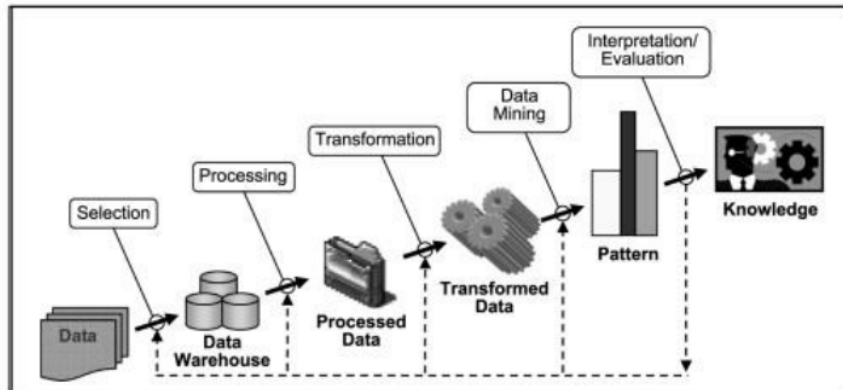 Interpretation/
Evaluation
Data
Mining
Transformation
Processing
Selection
Data
Data
Warehouse
Processed
Data
Transformed
Data
Pattern
Knowledge